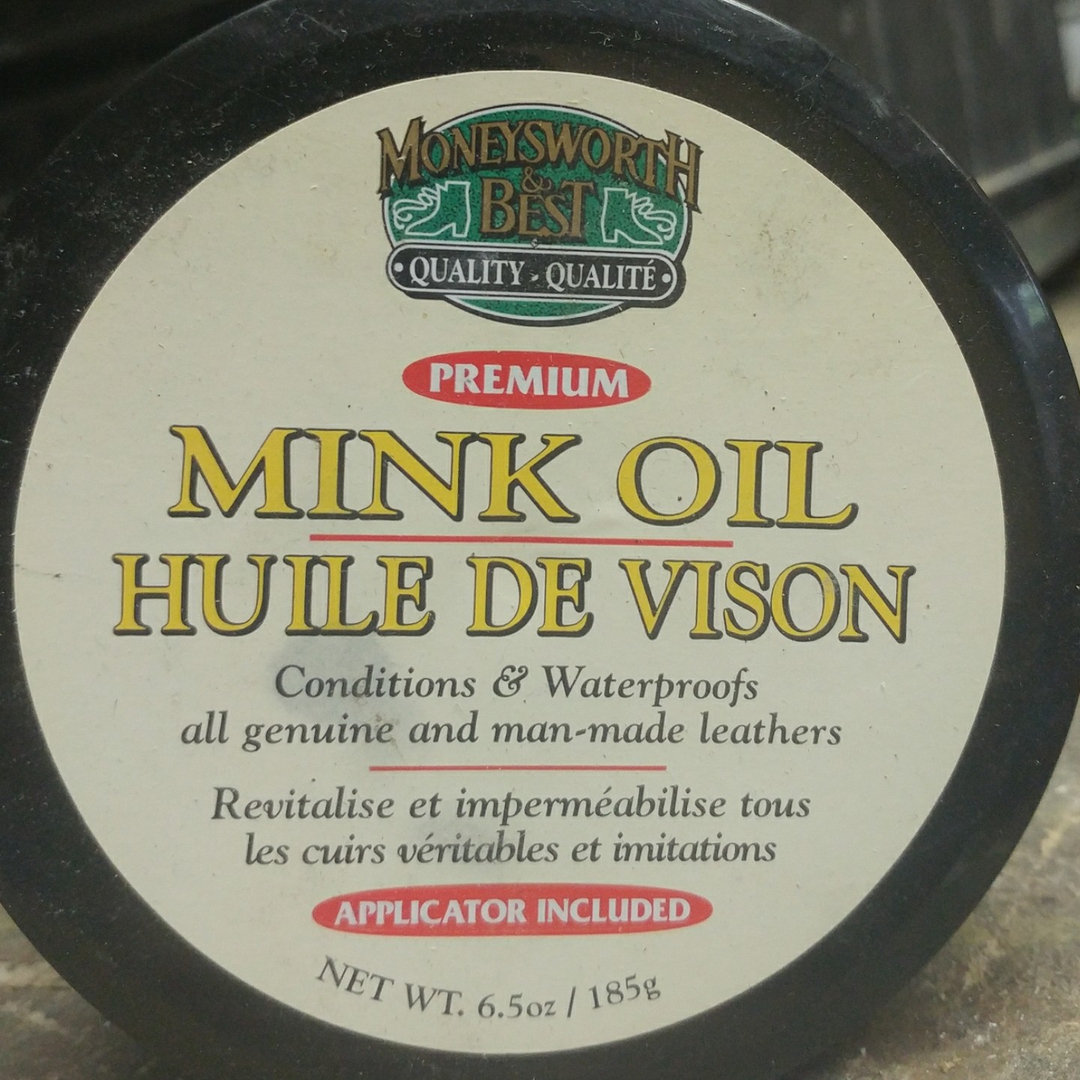 MONEYSWORTH
&
BEST
• QUALITY - QUALITÉ •
PREMIUM
MINK OIL
HUILE DE VISON
Conditions & Waterproofs
all genuine and man-made leathers
Revitalise et imperméabilise tous
les cuirs véritables et imitations
APPLICATOR INCLUDED
NET WT. 6.5oz / 185g